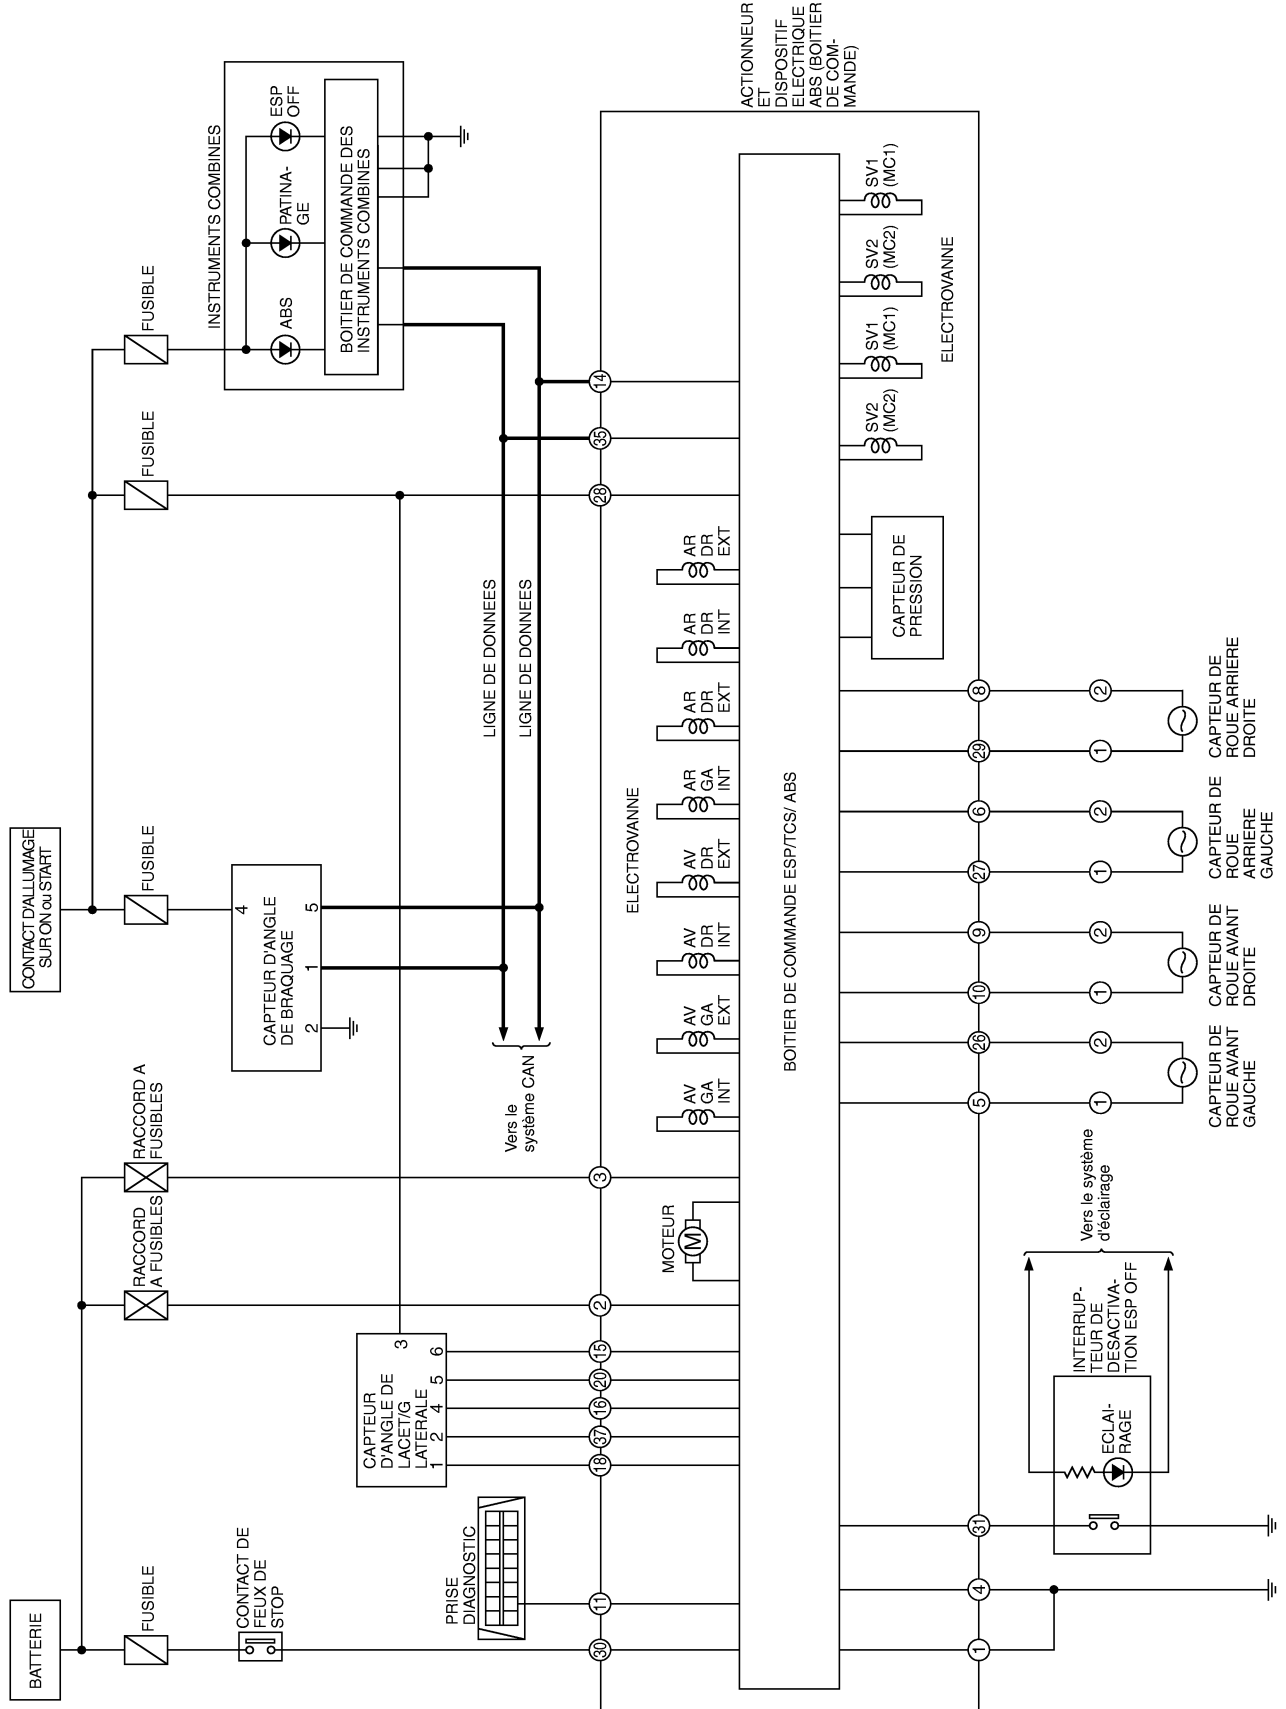 BATTERIE
FUSIBLE
CONTACT DE
FEUX DE
STOP
RACCORD
A FUSIBLES
RACCORD A
FUSIBLES
CONTACT D'ALLUMAGE
SUR ON ou START
FUSIBLE
FUSIBLE
FUSIBLE
PRISE
DIAGNOSTIC
CAPTEUR
D'ANGLE DE
LACET/G
LATERALE
1
2
4
5
6
3
CAPTEUR D'ANGLE
DE BRAQUAGE
2
1
5
4
Vers le
système CAN
LIGNE DE DONNEES
LIGNE DE DONNEES
INSTRUMENTS COMBINES
ABS
PATINA-
GE
ESP
OFF
BOITIER DE COMMANDE DES
INSTRUMENTS COMBINES
30
11
18
37
16
20
15
2
3
28
35
14
ACTIONNEUR
ET
DISPOSITIF
ELECTRIQUE
ABS (BOITIER
DE COM-
MANDE)
MOTEUR
M
ELECTROVANNE
AV
GA
INT
AV
GA
EXT
AV
DR
INT
AV
DR
EXT
AR
GA
INT
AR
DR
EXT
AR
DR
INT
AR
DR
EXT
BOITIER DE COMMANDE ESP/TCS/ ABS
CAPTEUR DE
PRESSION
SV2
(MC2)
SV1
(MC1)
SV2
(MC2)
SV1
(MC1)
ELECTROVANNE
1
4
31
5
26
10
9
27
6
29
8
1
2
1
2
1
2
1
2
INTERRUP-
TEUR DE
DESACTIVA-
TION ESP OFF
ECLAI-
RAGE
Vers le système
d'éclairage
CAPTEUR DE
ROUE AVANT
GAUCHE
CAPTEUR DE
ROUE AVANT
DROITE
CAPTEUR DE
ROUE
ARRIERE
GAUCHE
CAPTEUR DE
ROUE ARRIERE
DROITE